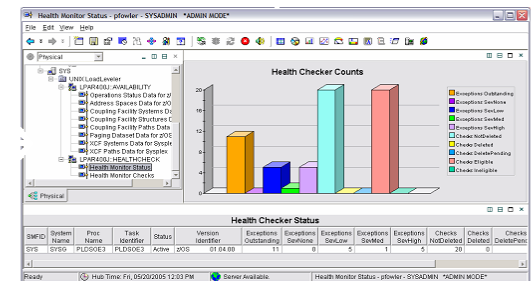 Health Monitor Status - pfowler - SYSADMIN *ADMIN MODE*
File Edit View Help
Physical
SYS
UNIXLoadLeveler
LPAR400J:AVAILABILITY
Operations Status Data for z/O
Address Spaces Data for z/O
Coupling Facility Systems D
Coupling Facility Structures D
Coupling Facility Paths Data
Paging Dataset Data for z/OS
XCF Systems Data for Sysple
XCF Paths Data for Sysplex
LPAR400J:HEALTHCHECK
Health Monitor Status
Health Monitor Checks
Physical
Health Checker Counts
20
16
12
8
4
0
Exceptions Outstanding
Exceptions SevNone
Exceptions SevLow
Exceptions SevMed
Exceptions SevHigh
Checks NotDeleted
Checks Deleted
Checks DeletePending
Checks Eligible
Checks Ineligible
Health Checker Status
SMFID System Name Proc Name Task Identifier Status Version Identifier Exceptions Outstanding Exceptions SevNone Exceptions SevLow Exceptions SevMed Exceptions SevHigh Checks NotDeleted Checks Deleted Checks DeletePend
SYS SYSG PLDSOE3 PLDSOE3 Active z/OS 01.04.00 11 0 5 1 5 20 0
Ready Hub Time: Fri, 05/20/2005 12:03 PM Server Available. Health Monitor Status - pfowler - SYSADMIN *ADMIN MODE*